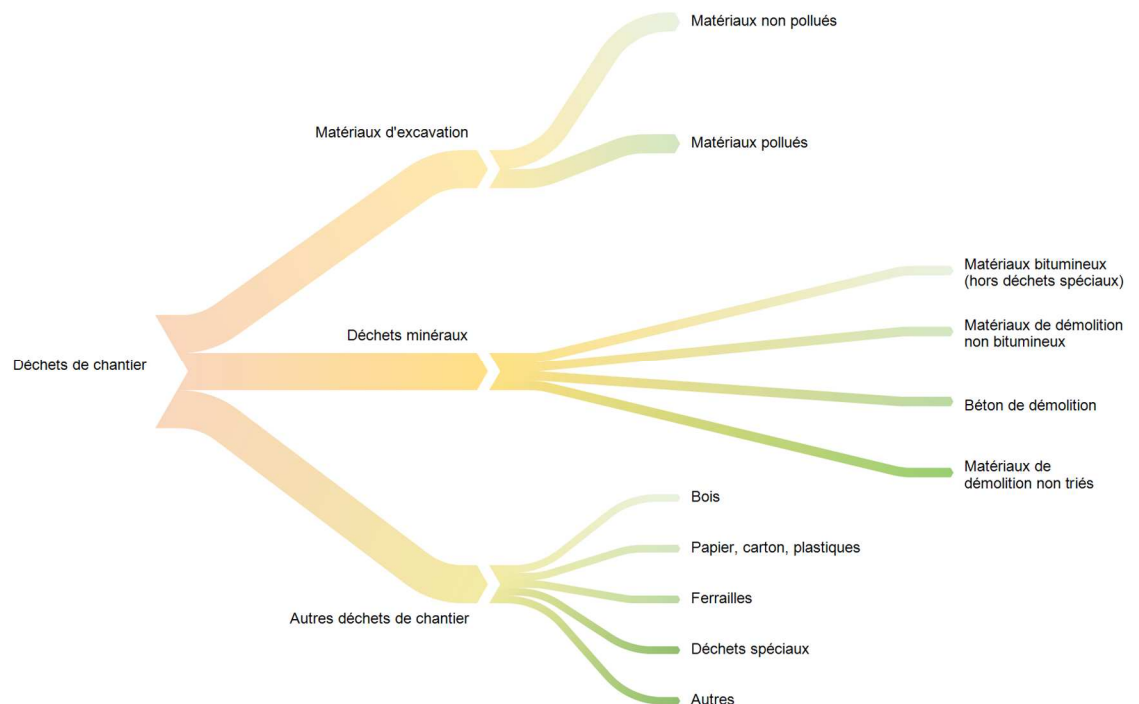 Matériaux non pollués
Matériaux d'excavation
Matériaux pollués
Matériaux bitumineux
(hors déchets spéciaux)
Déchets minéraux
Matériaux de démolition
non bitumineux
Déchets de chantier
Béton de démolition
Matériaux de
démolition non triés
Bois
Papier, carton, plastiques
Ferrailles
Autres déchets de chantier
Déchets spéciaux
Autres